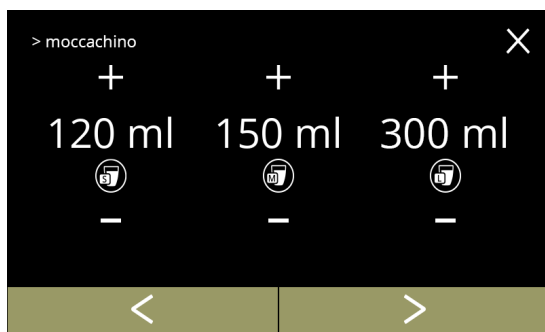 > moccachino
+ + +
120 ml 150 ml 300 ml
S M L
- - -
< >